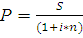 P = s / (1+i*n)